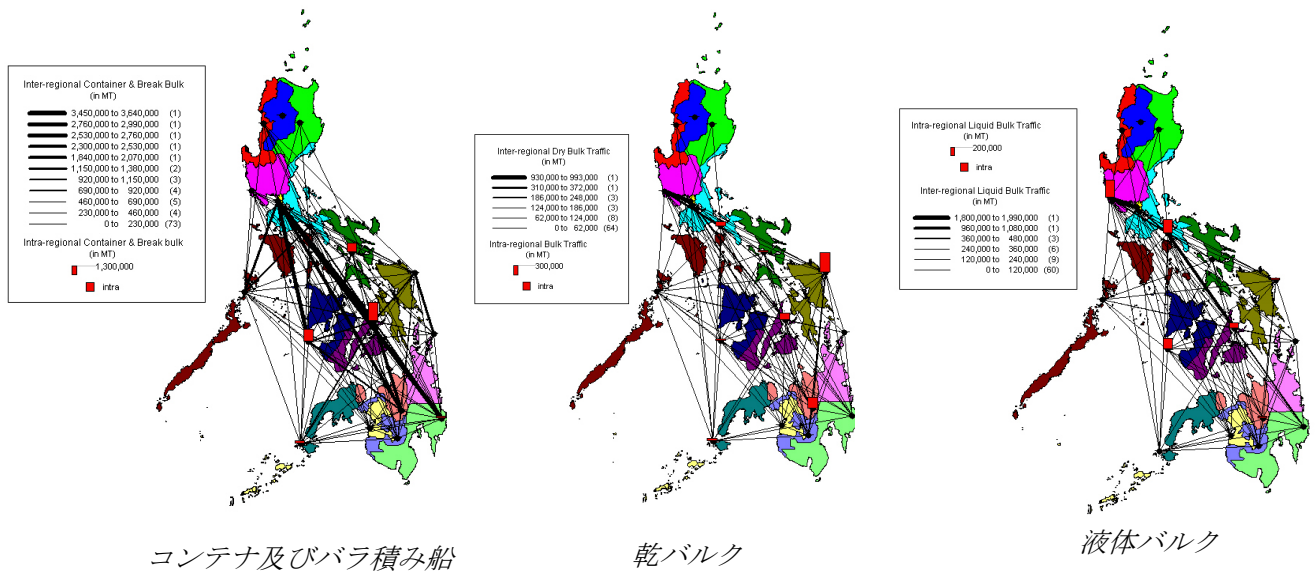 Inter-regional Container & Break Bulk
(in MT)
3,450,000 to 3,640,000 (1)
2,760,000 to 2,990,000 (1)
2,530,000 to 2,760,000 (1)
2,300,000 to 2,530,000 (1)
1,840,000 to 2,070,000 (1)
1,150,000 to 1,380,000 (2)
920,000 to 1,150,000 (3)
690,000 to 920,000 (4)
460,000 to 690,000 (5)
230,000 to 460,000 (4)
0 to 230,000 (73)
Intra-regional Container & Break bulk
(in MT)
1,300,000
intra
Inter-regional Dry Bulk Traffic
(in MT)
930,000 to 993,000 (1)
310,000 to 372,000 (1)
186,000 to 248,000 (3)
124,000 to 186,000 (3)
62,000 to 124,000 (8)
0 to 62,000 (64)
Intra-regional Bulk Traffic
(in MT)
300,000
intra
Intra-regional Liquid Bulk Traffic
(in MT)
200,000
intra
Inter-regional Liquid Bulk Traffic
(in MT)
1,800,000 to 1,990,000 (1)
960,000 to 1,080,000 (1)
360,000 to 480,000 (3)
240,000 to 360,000 (6)
120,000 to 240,000 (9)
0 to 120,000 (60)
コンテナ及びバラ積み船
乾バルク
液体バルク